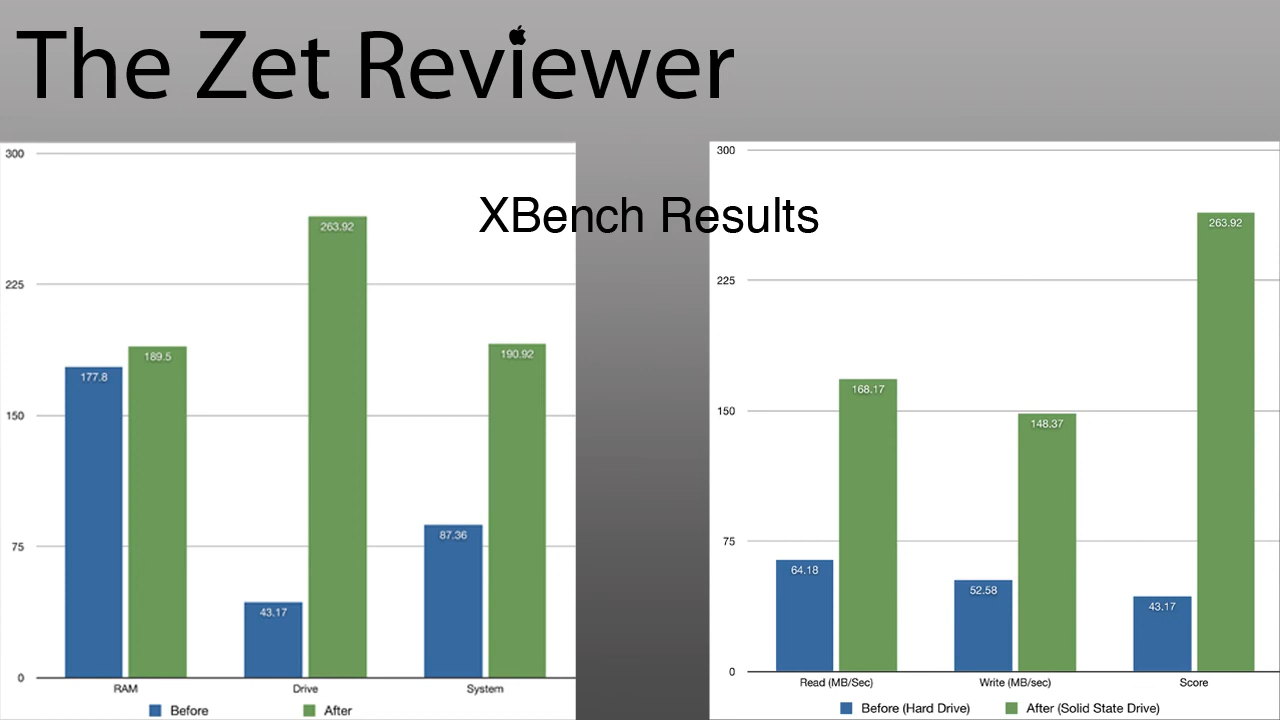 The Zet Reviewer
XBench Results
300
225
150
75
0
177.8
189.5
43.17
263.92
87.36
190.92
RAM
Drive
System
Before
After
300
225
150
75
0
64.18
168.17
52.58
148.37
43.17
263.92
Read (MB/Sec)
Write (MB/sec)
Score
Before (Hard Drive)
After (Solid State Drive)